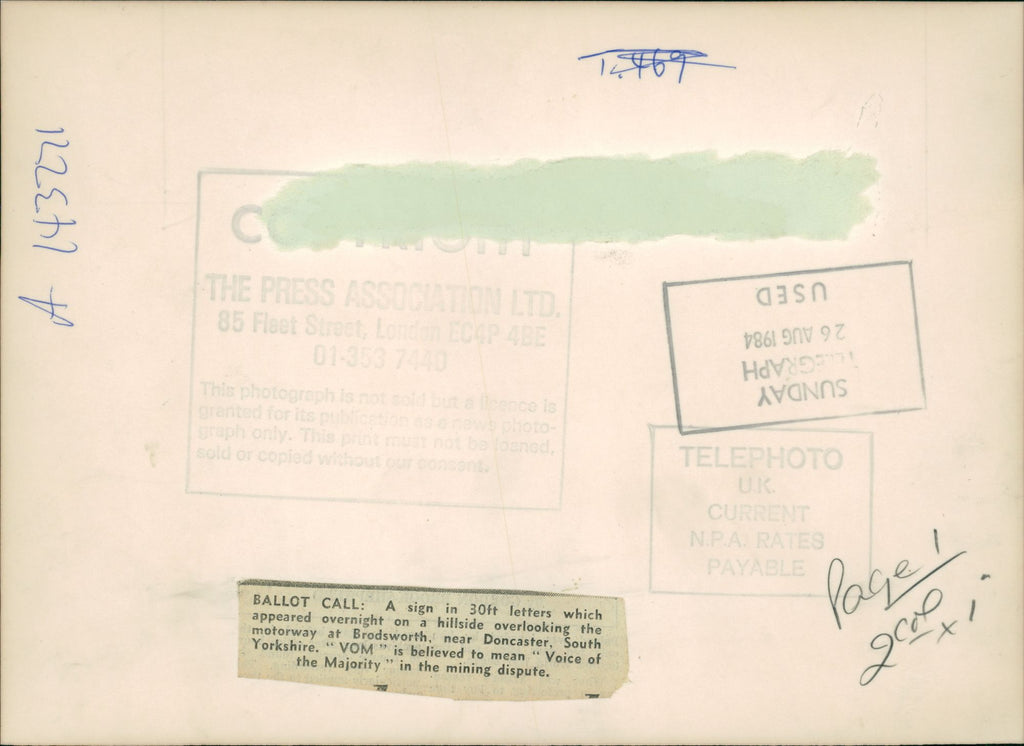 T.469
14327
A
THE PRESS ASSOCIATION LTD.
85 Fleet Street, London EC4P 4BE
01-353 7440
This photograph is not sold but a licence is
granted for its publication as a news photo-
graph only. This print must not be loaned,
sold or copied without our consent.
SUNDAY
TELEGRAPH
26 AUG 1984
USED
TELEPHOTO
U.K.
CURRENT
N.P.A. RATES
PAYABLE
Page 1
2 col
BALLOT CALL: A sign in 30ft letters which
appeared overnight on a hillside overlooking the
motorway at Brodsworth, near Doncaster, South
Yorkshire. "VOM" is believed to mean "Voice of
the Majority" in the mining dispute.